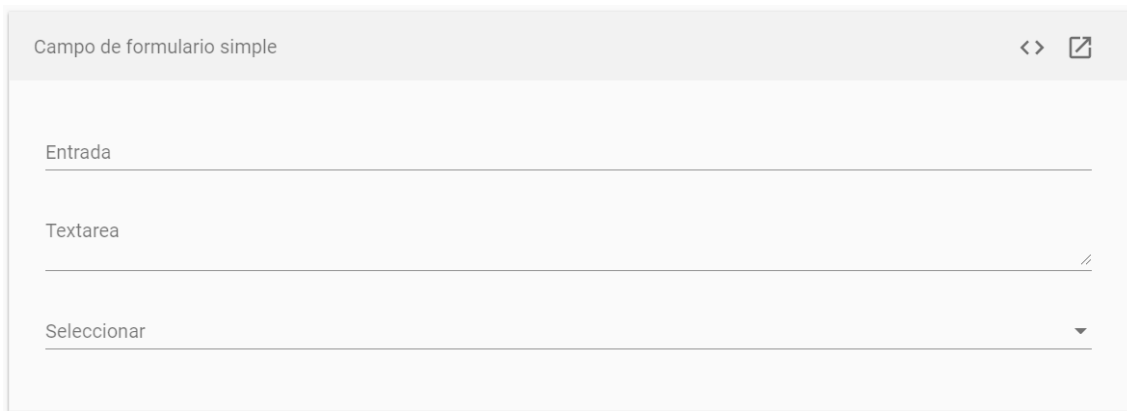 Campo de formulario simple
Entrada
Textarea
Seleccionar